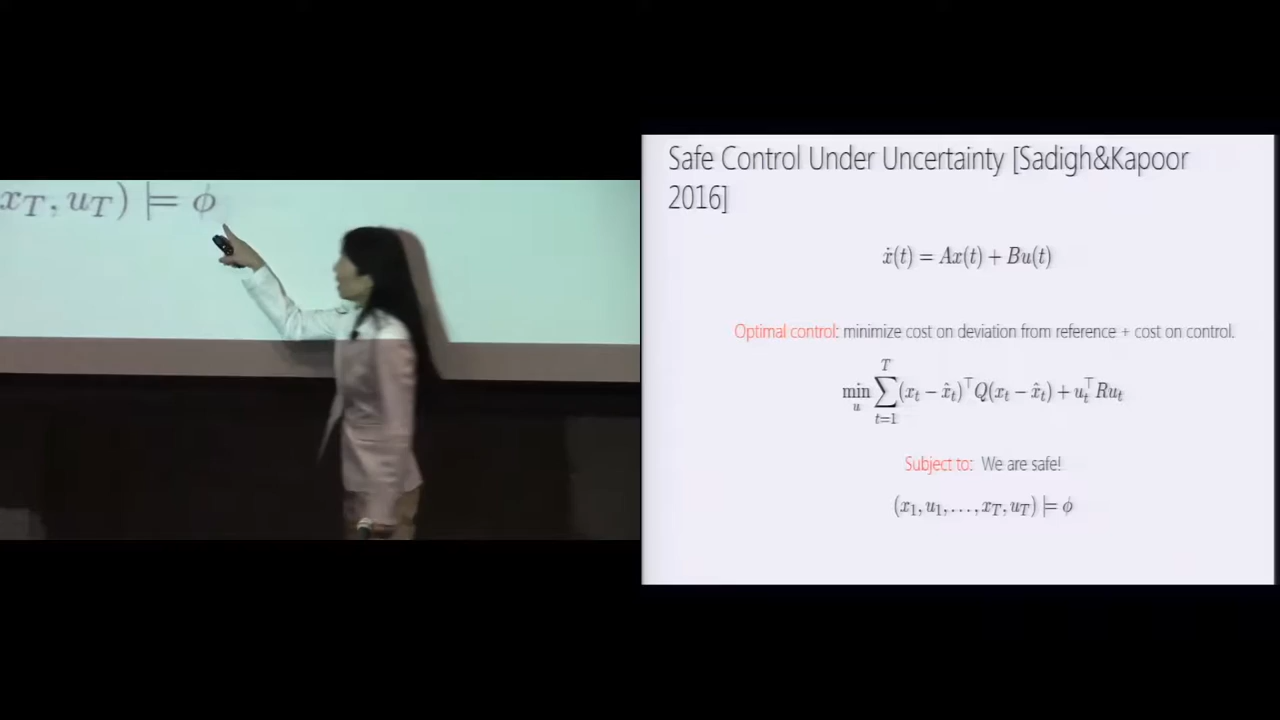 x_T, u_T) ⊨ ϕ
Safe Control Under Uncertainty [Sadigh&Kapoor
2016]
ẋ(t) = Ax(t) + Bu(t)
Optimal control: minimize cost on deviation from reference + cost on control.
min_u ∑_{t=1}^{T} (x_t − x̂_t)^⊤ Q(x_t − x̂_t) + u_t^⊤ Ru_t
Subject to: We are safe!
(x_1, u_1, …, x_T, u_T) ⊨ ϕ